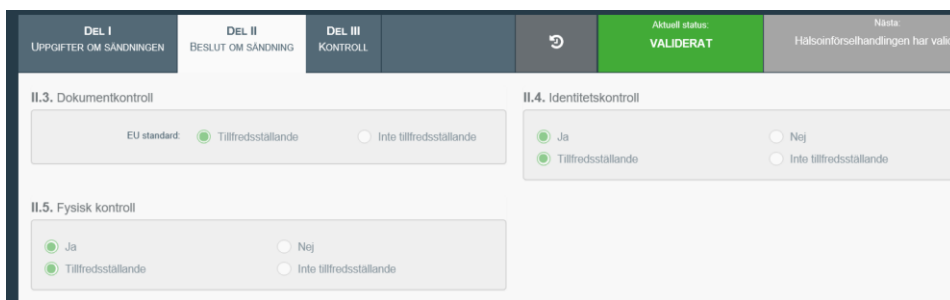 DEL I
UPPGIFTER OM SÄNDNINGEN
DEL II
BESLUT OM SÄNDNING
DEL III
KONTROLL
Aktuell status:
VALIDERAT
Nästa:
Hälsoinförselhandlingen har
II.3. Dokumentkontroll
EU standard: Tillfredsställande Inte tillfredsställande
II.4. Identitetskontroll
Ja Nej
Tillfredsställande Inte tillfredsställande
II.5. Fysisk kontroll
Ja Nej
Tillfredsställande Inte tillfredsställande